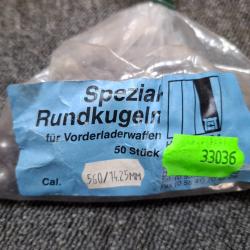 Spezial
Rundkugeln
für Vorderladerwaffen
50 Stück
33036
Cal.
560/14.25MM